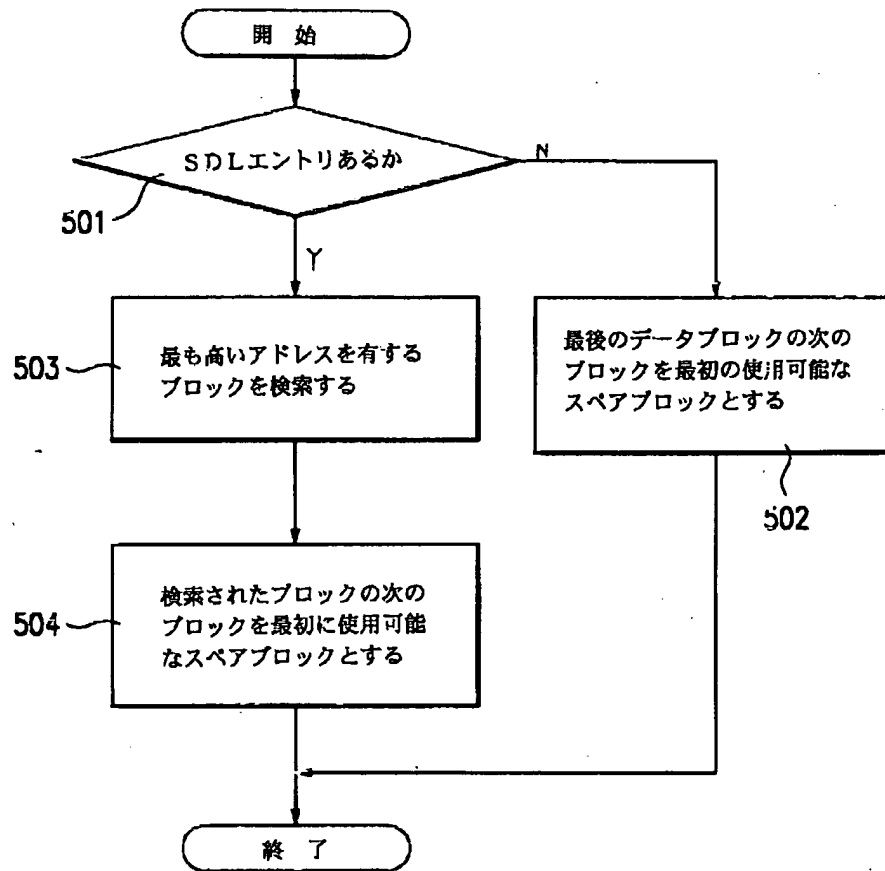 開 始
SDLエントリあるか
N
501
Y
503
最も高いアドレスを有する
ブロックを検索する
最後のデータブロックの次の
ブロックを最初の使用可能な
スペアブロックとする
502
504
検索されたブロックの次の
ブロックを最初に使用可能
なスペアブロックとする
終 了